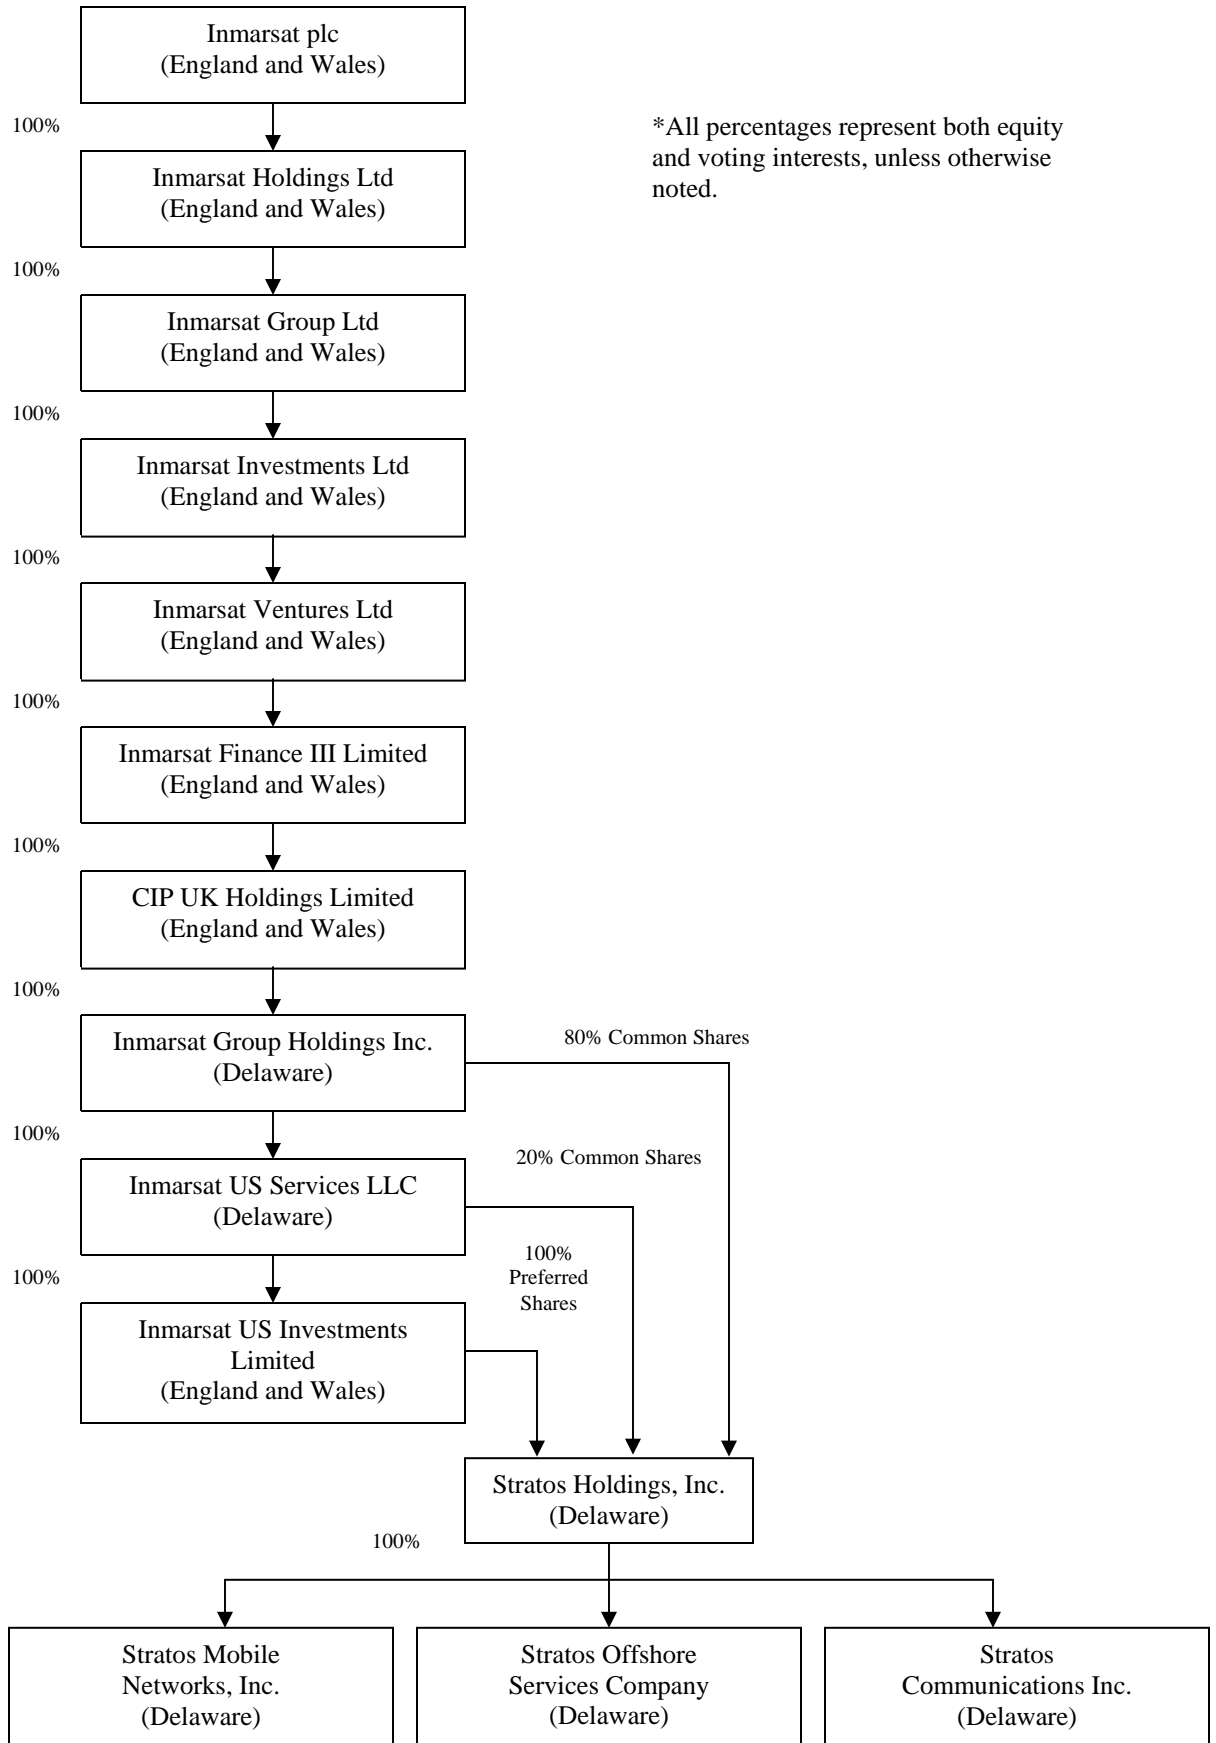 Inmarsat plc
(England and Wales)
100%
*All percentages represent both equity
and voting interests, unless otherwise
noted.
Inmarsat Holdings Ltd
(England and Wales)
100%
Inmarsat Group Ltd
(England and Wales)
100%
Inmarsat Investments Ltd
(England and Wales)
100%
Inmarsat Ventures Ltd
(England and Wales)
100%
Inmarsat Finance III Limited
(England and Wales)
100%
CIP UK Holdings Limited
(England and Wales)
100%
Inmarsat Group Holdings Inc.
(Delaware)
80% Common Shares
100%
20% Common Shares
Inmarsat US Services LLC
(Delaware)
100%
100%
Preferred
Shares
Inmarsat US Investments
Limited
(England and Wales)
Stratos Holdings, Inc.
(Delaware)
100%
Stratos Mobile
Networks, Inc.
(Delaware)
Stratos Offshore
Services Company
(Delaware)
Stratos
Communications Inc.
(Delaware)